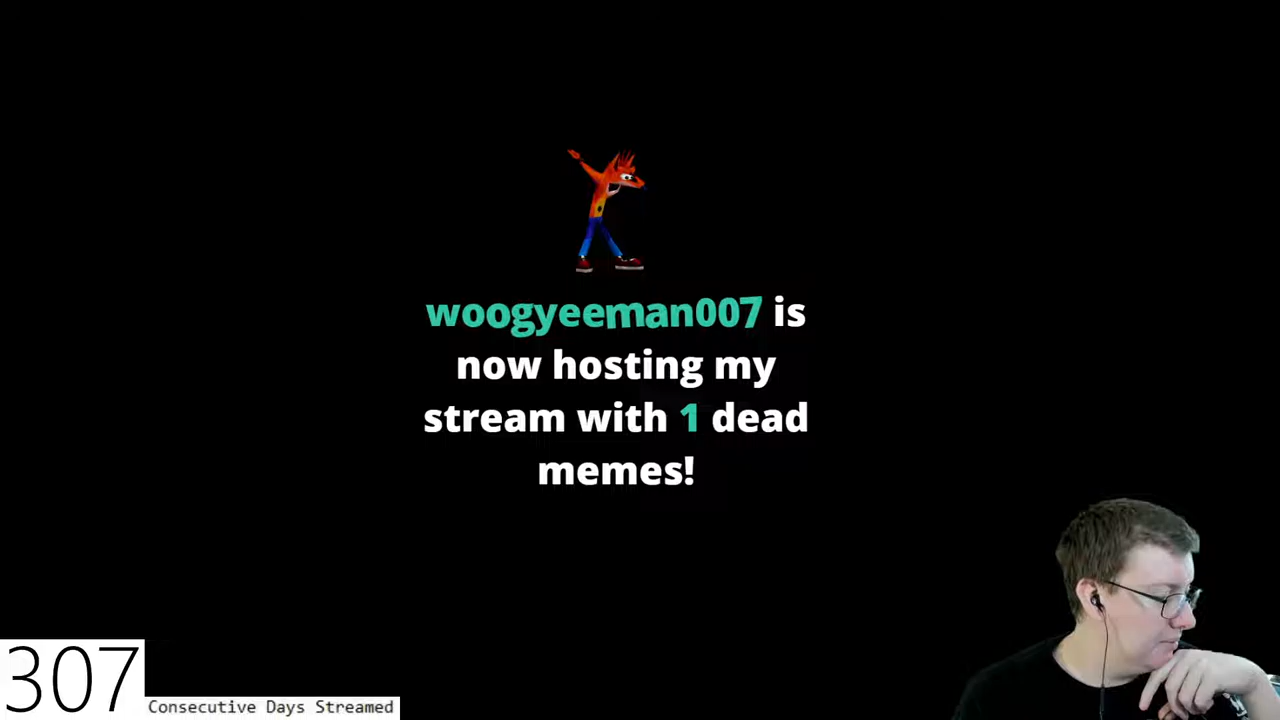 woogyeeman007 is
now hosting my
stream with 1 dead
memes!
307
Consecutive Days Streamed